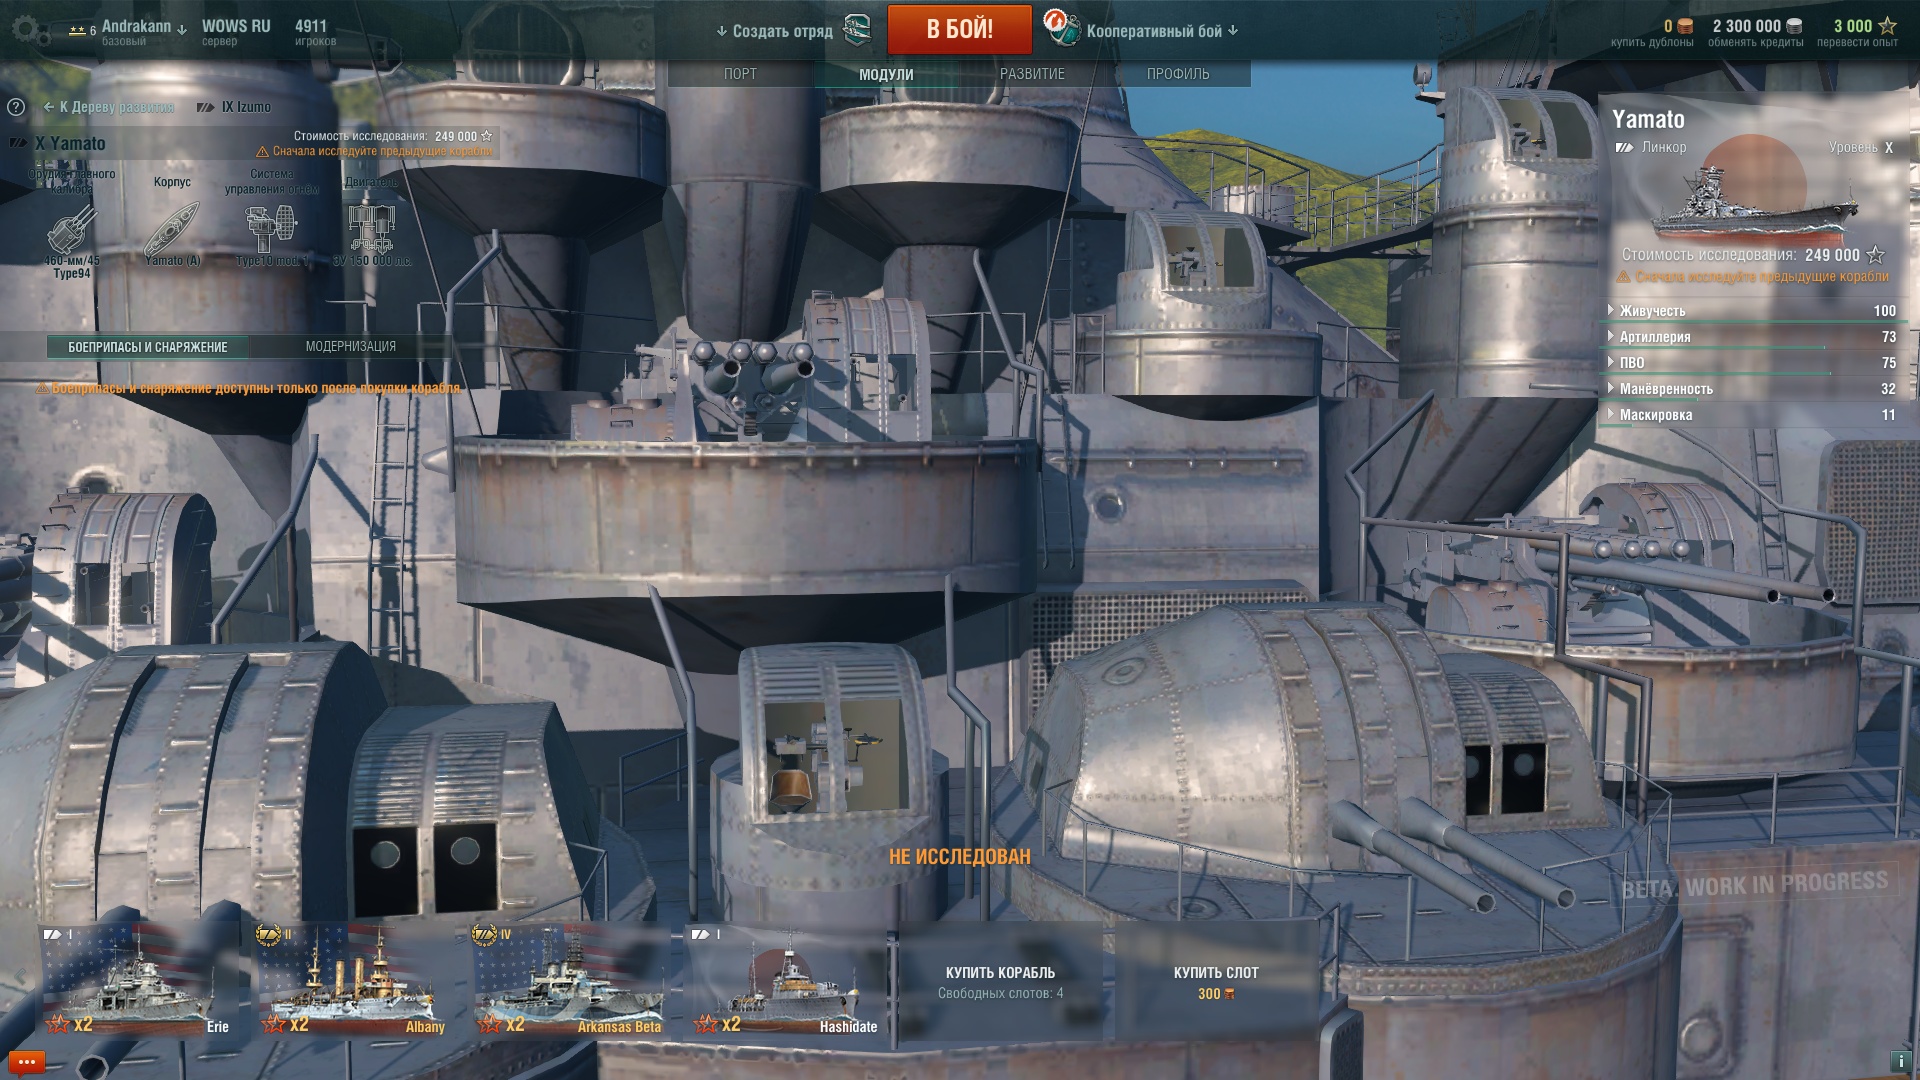 6 Andrakann
базовый
WOWS RU
сервер
4911
игроков
Создать отряд
В БОЙ!
Кооперативный бой
0
купить дублоны
2 300 000
обменять кредиты
3 000
перевести опыт
ПОРТ
МОДУЛИ
РАЗВИТИЕ
ПРОФИЛЬ
? К Дереву развития
IX Izumo
X Yamato
Стоимость исследования: 249 000
Сначала исследуйте предыдущие корабли
Орудия главного калибра
Корпус
Система управления огнём
Двигатель
460-мм/45 Type94
Yamato (A)
Type10 mod. 1
ЗУ 150 000 л.с.
БОЕПРИПАСЫ И СНАРЯЖЕНИЕ
МОДЕРНИЗАЦИЯ
Боеприпасы и снаряжение доступны только после покупки корабля.
Yamato
Линкор
Уровень X
Стоимость исследования: 249 000
Сначала исследуйте предыдущие корабли
Живучесть 100
Артиллерия 73
ПВО 75
Манёвренность 32
Маскировка 11
НЕ ИССЛЕДОВАН
BETA. WORK IN PROGRESS
I
x2
Erie
II
x2
Albany
IV
x2
Arkansas Beta
I
x2
Hashidate
КУПИТЬ КОРАБЛЬ
Свободных слотов: 4
КУПИТЬ СЛОТ
300
i